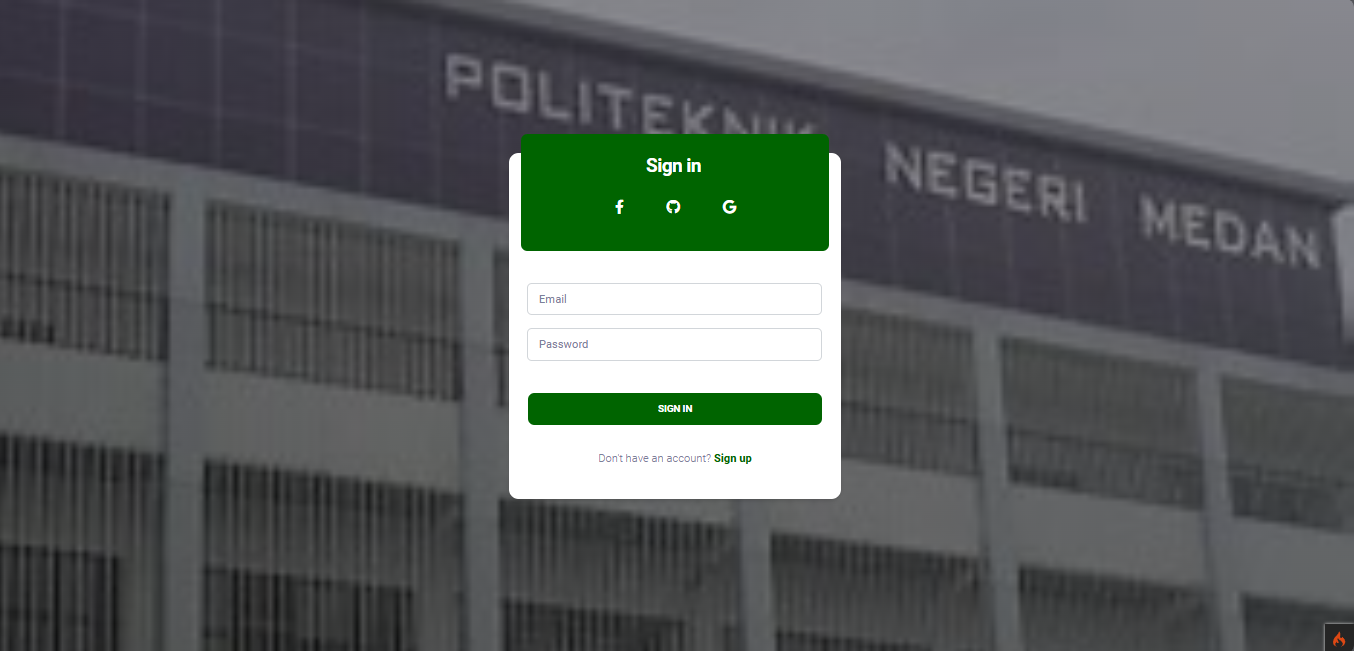 POLITEKNIK NEGERI MEDAN
Sign in
Email
Password
SIGN IN
Don't have an account? Sign up